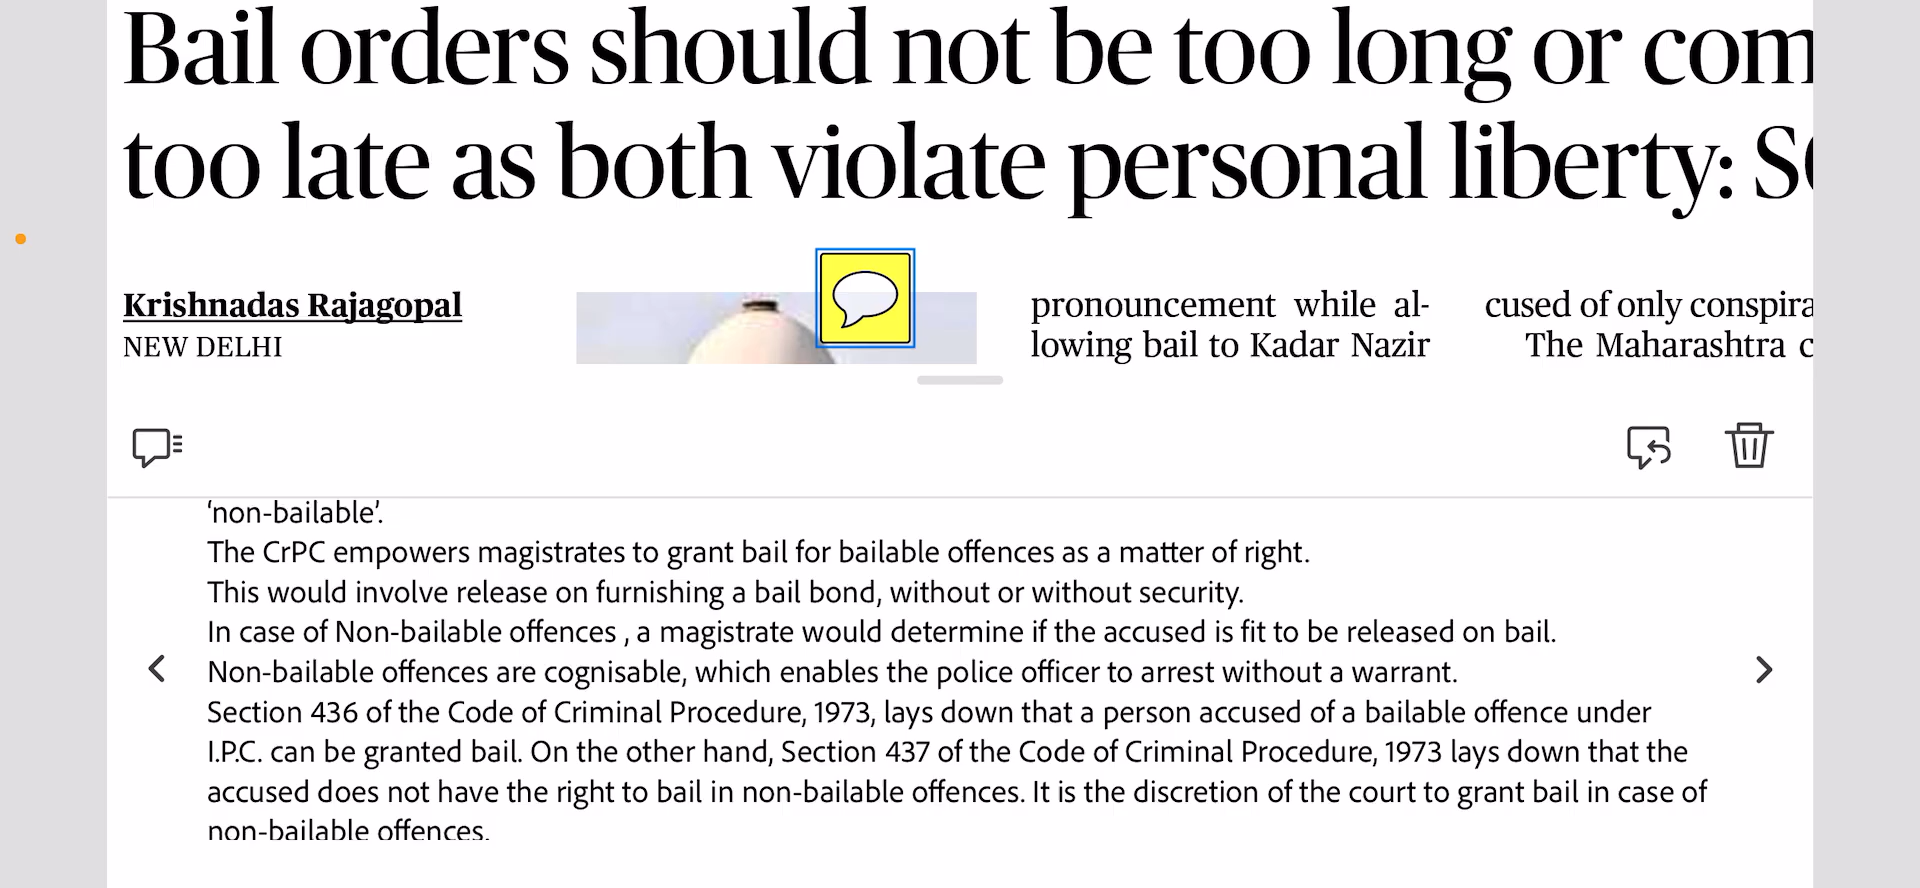 Bail orders should not be too long or com
too late as both violate personal liberty: S
Krishnadas Rajagopal
NEW DELHI
pronouncement while al-
lowing bail to Kadar Nazir
cused of only conspira
The Maharashtra c
‘non-bailable’.
The CrPC empowers magistrates to grant bail for bailable offences as a matter of right.
This would involve release on furnishing a bail bond, without or without security.
In case of Non-bailable offences , a magistrate would determine if the accused is fit to be released on bail.
Non-bailable offences are cognisable, which enables the police officer to arrest without a warrant.
Section 436 of the Code of Criminal Procedure, 1973, lays down that a person accused of a bailable offence under
I.P.C. can be granted bail. On the other hand, Section 437 of the Code of Criminal Procedure, 1973 lays down that the
accused does not have the right to bail in non-bailable offences. It is the discretion of the court to grant bail in case of
non-bailable offences.